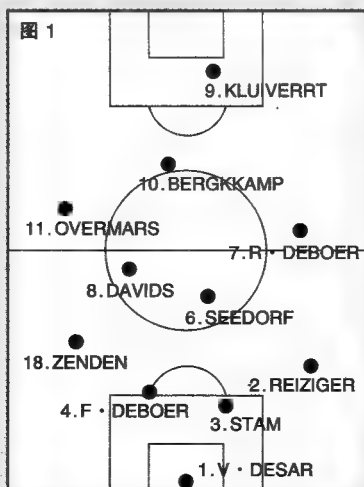 图 1
9.KLUIVERRT
10.BERGKKAMP
11.OVERMARS
7.R·DEBOER
8.DAVIDS
6.SEEDORF
18.ZENDEN
2.REIZIGER
4.F·DEBOER
3.STAM
1.V·DESAR